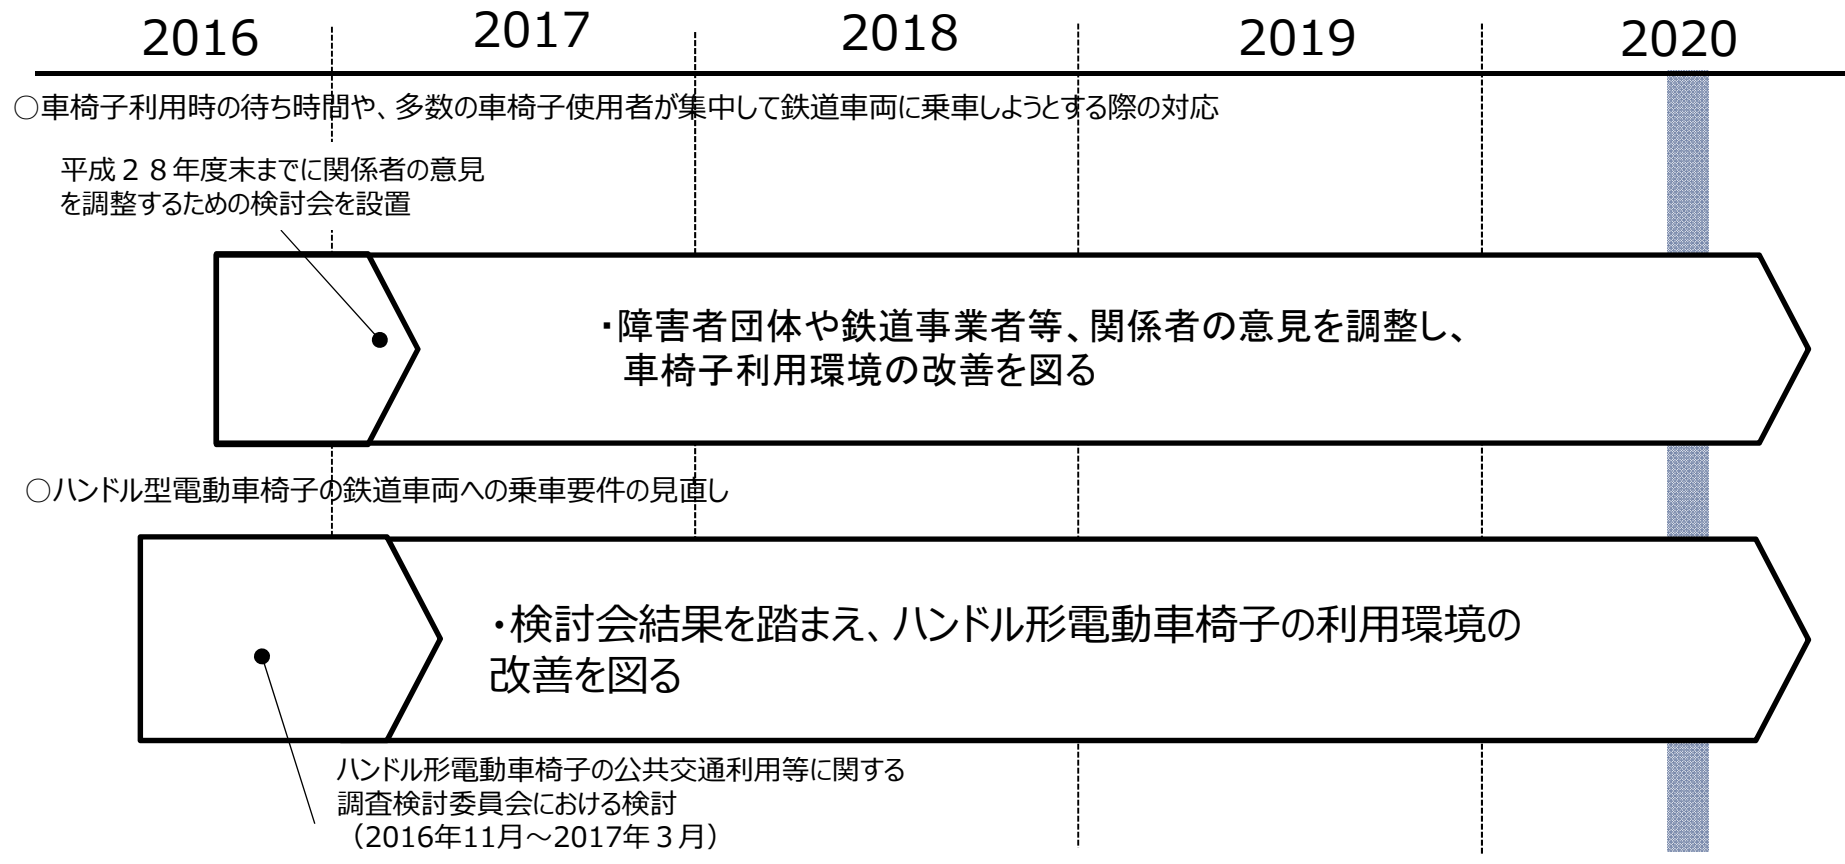 2016 2017 2018 2019 2020
○車椅子利用時の待ち時間や、多数の車椅子使用者が集中して鉄道車両に乗車しようとする際の対応
平成２８年度末までに関係者の意見
を調整するための検討会を設置
・障害者団体や鉄道事業者等、関係者の意見を調整し、
車椅子利用環境の改善を図る
○ハンドル型電動車椅子の鉄道車両への乗車要件の見直し
・検討会結果を踏まえ、ハンドル形電動車椅子の利用環境の
改善を図る
ハンドル形電動車椅子の公共交通利用等に関する
調査検討委員会における検討
（2016年11月～2017年３月）